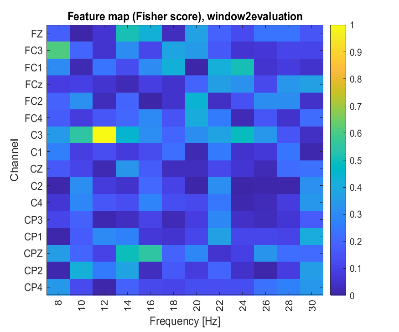 Feature map (Fisher score), window2evaluation
Channel
FZ
FC3
FC1
FCz
FC2
FC4
C3
C1
CZ
C2
C4
CP3
CP1
CPZ
CP2
CP4
8 10 12 14 16 18 20 22 24 26 28 30
Frequency [Hz]
1
0.9
0.8
0.7
0.6
0.5
0.4
0.3
0.2
0.1
0